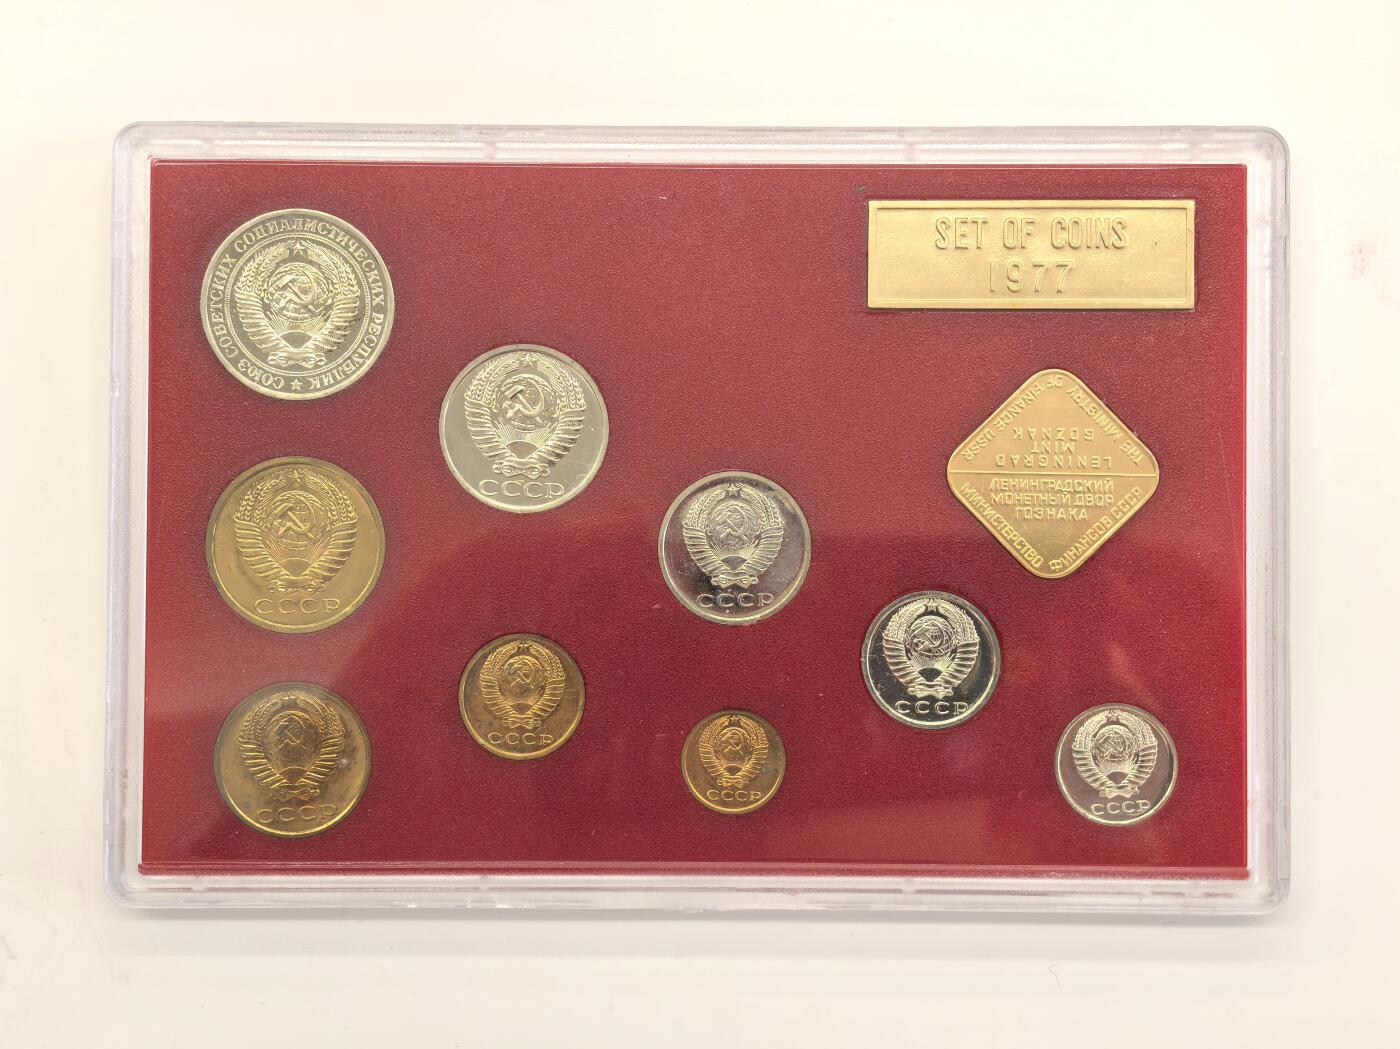 SET OF COINS
1977
СОЮЗ СОВЕТСКИХ СОЦИАЛИСТИЧЕСКИХ РЕСПУБЛИК ★
СССР
THE MINISTRY
OF FINANCE USSR
LENINGRAD
MINT
GOZNAK
ЛЕНИНГРАДСКИЙ
МОНЕТНЫЙ ДВОР
ГОЗНАКА
МИНИСТЕРСТВО
ФИНАНСОВ СССР
СССР
СССР
СССР
СССР
СССР
СССР
СССР